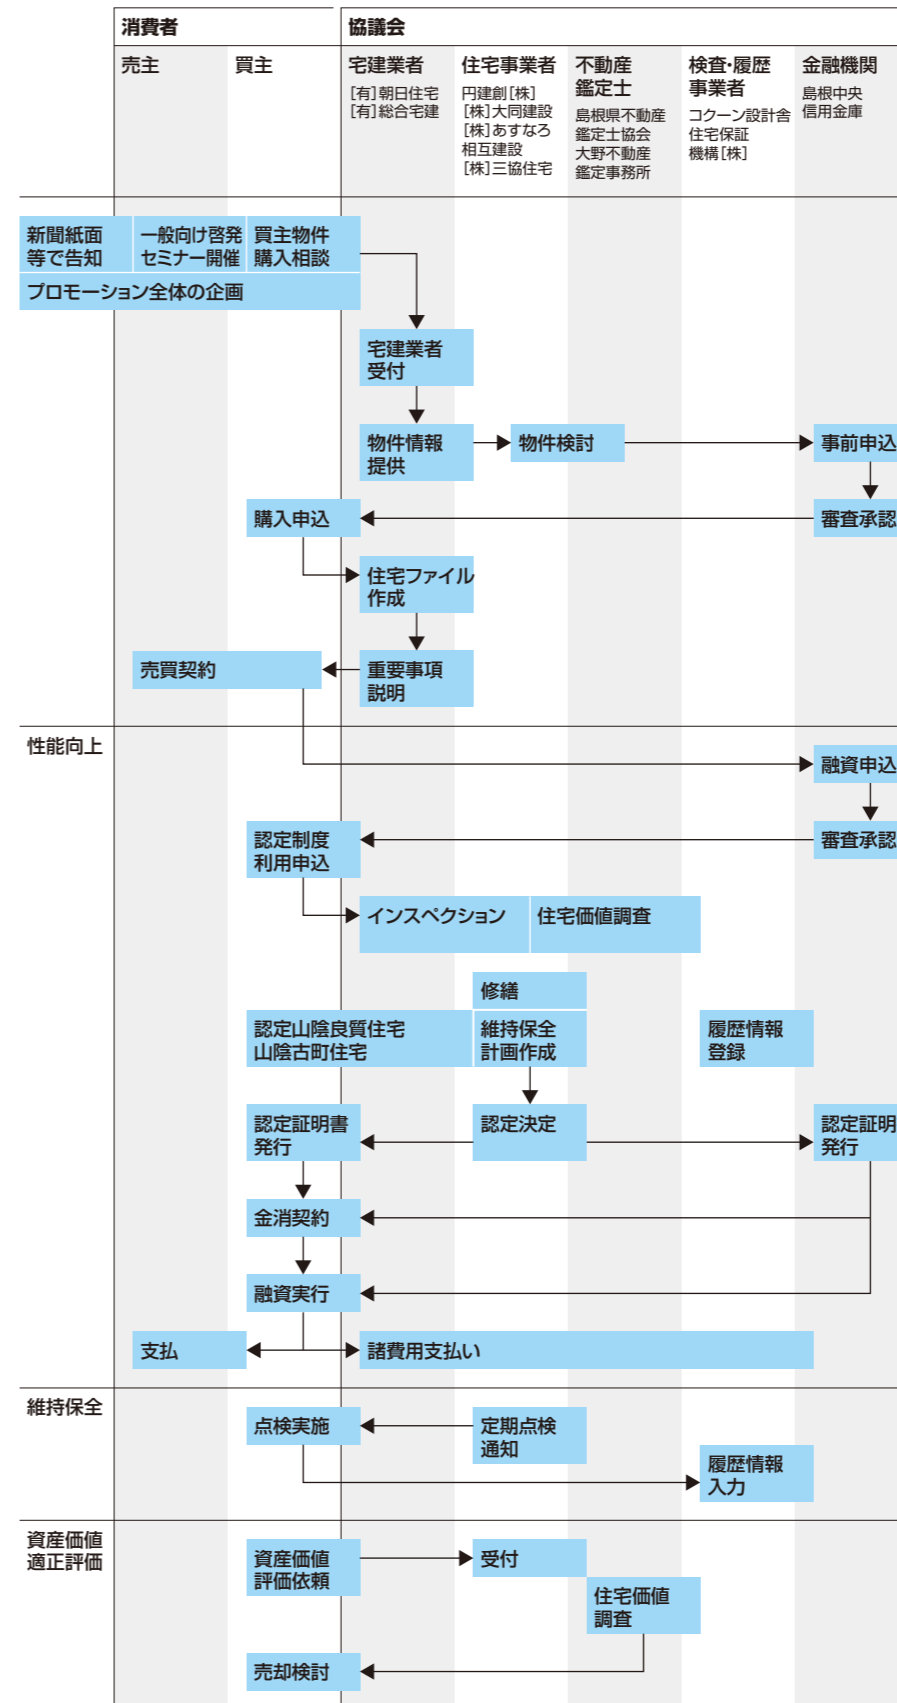 消費者
協議会
売主
買主
宅建業者
[有]朝日住宅
[有]総合宅建
住宅事業者
円建創[株]
[株]大同建設
[株]あすなろ
相互建設
[株]三協住宅
不動産
鑑定士
島根県不動産
鑑定士協会
大野不動産
鑑定事務所
検査・履歴
事業者
コクーン設計舎
住宅保証
機構[株]
金融機関
島根中央
信用金庫
新聞紙面
等で告知
一般向け啓発
セミナー開催
買主物件
購入相談
プロモーション全体の企画
宅建業者
受付
物件情報
提供
物件検討
事前申込
購入申込
審査承認
住宅ファイル
作成
売買契約
重要事項
説明
性能向上
融資申込
認定制度
利用申込
審査承認
インスペクション
住宅価値調査
修繕
認定山陰良質住宅
山陰古町住宅
維持保全
計画作成
履歴情報
登録
認定証明書
発行
認定決定
認定証明
発行
金消契約
融資実行
支払
諸費用支払い
維持保全
点検実施
定期点検
通知
履歴情報
入力
資産価値
適正評価
資産価値
評価依頼
受付
住宅価値
調査
売却検討